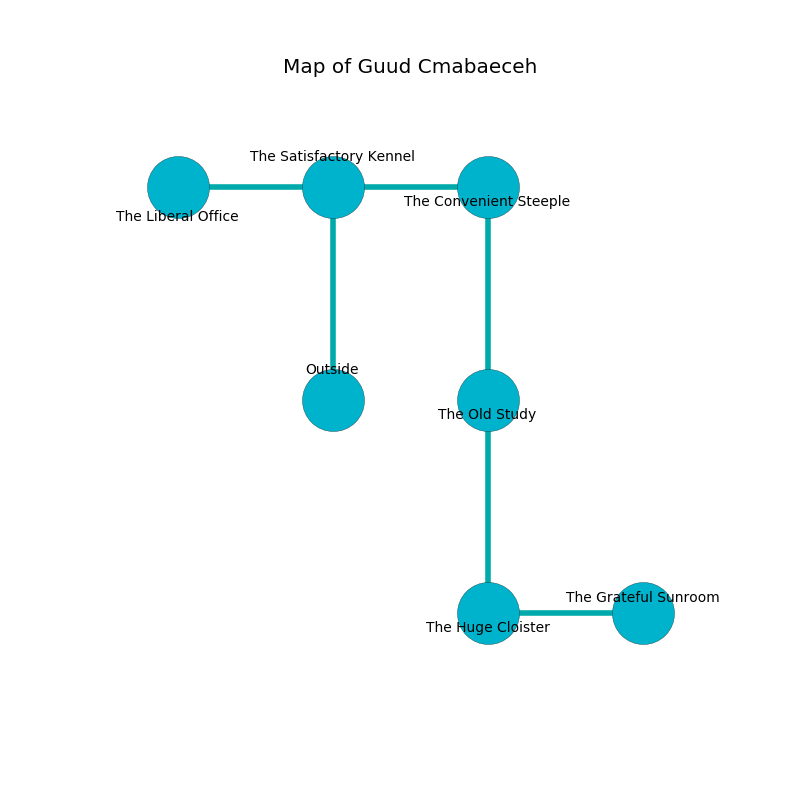 Map of Guud Cmabaeceh
The Satisfactory Kennel
The Convenient Steeple
The Liberal Office
Outside
The Old Study
The Grateful Sunroom
The Huge Cloister